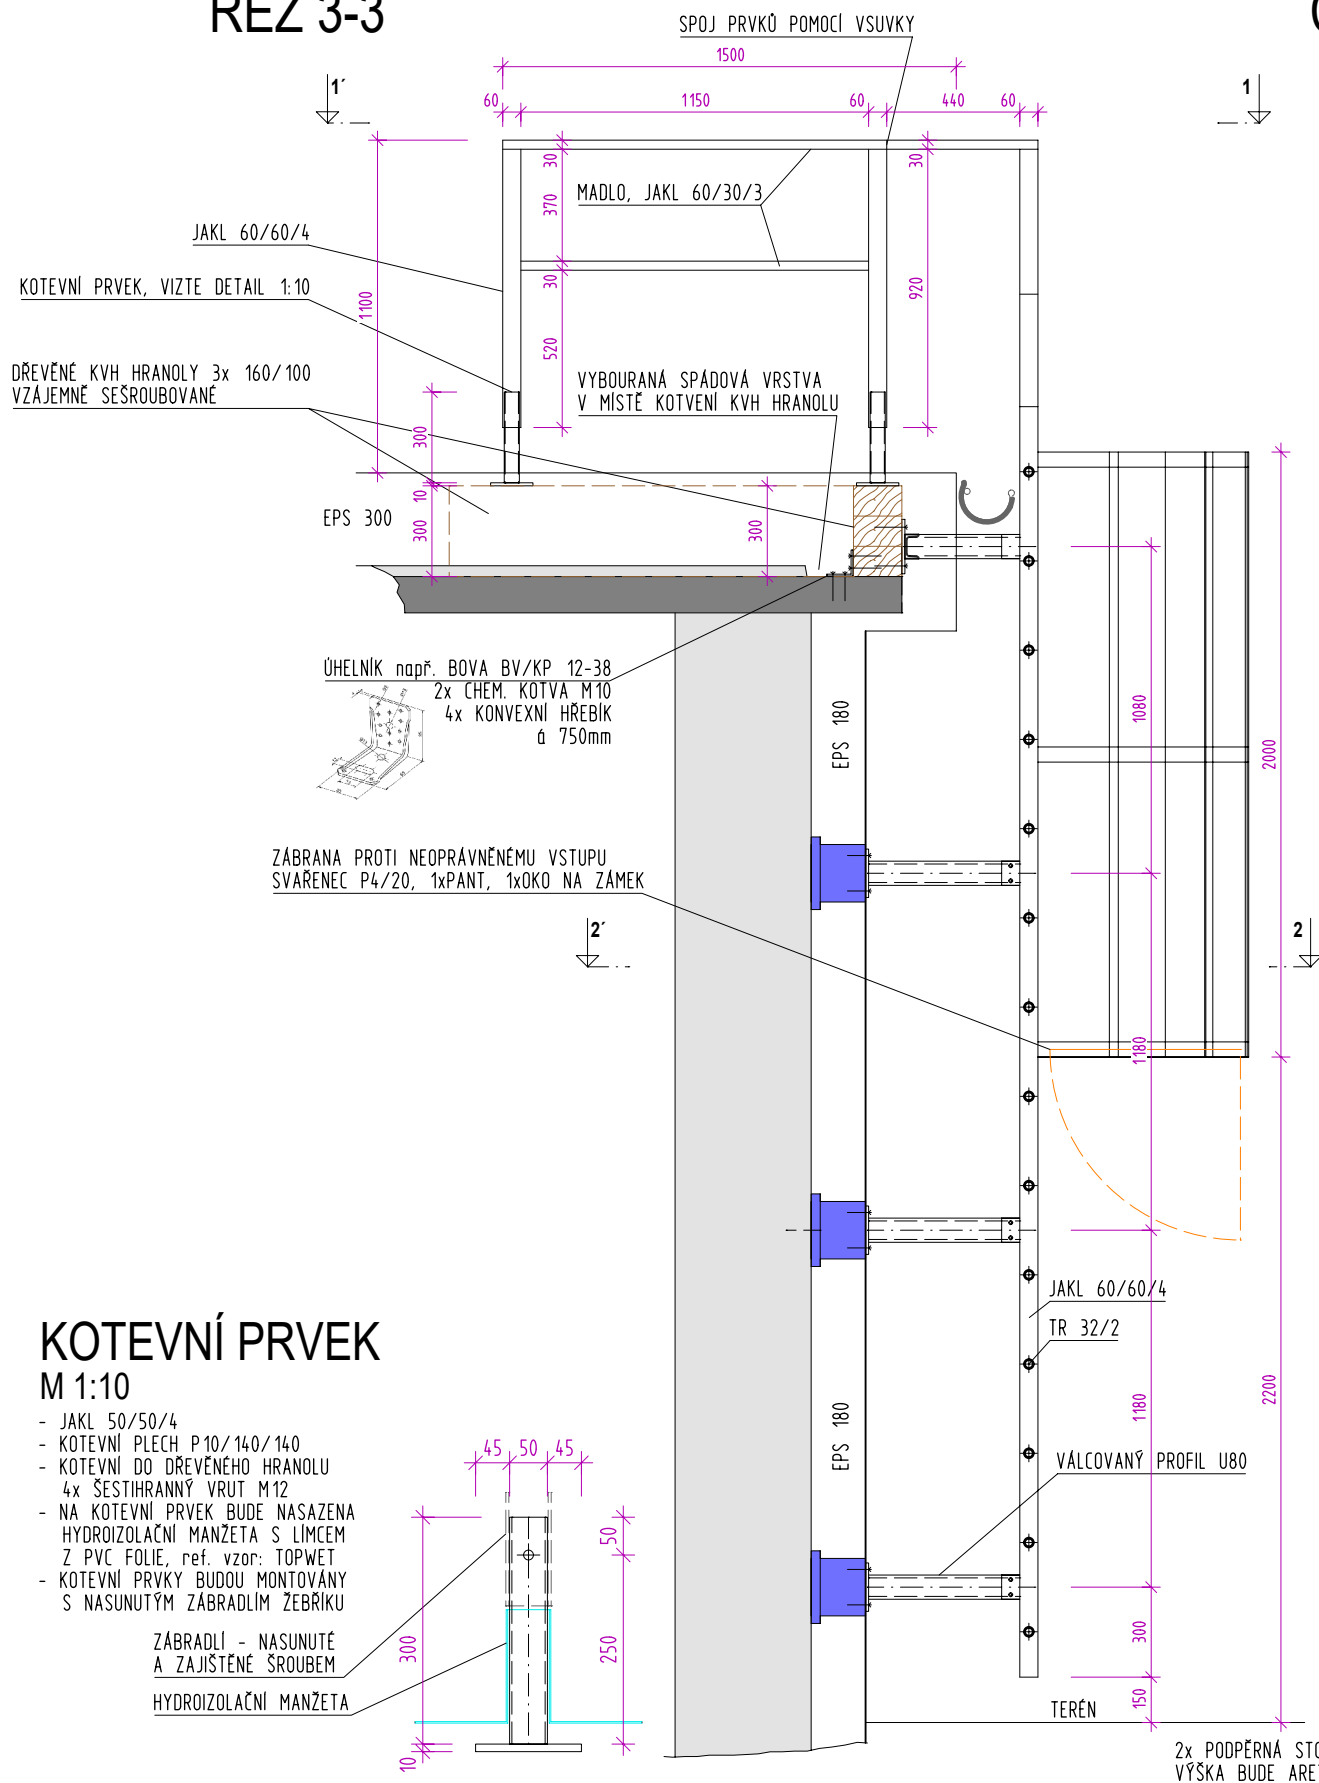 ŘEZ 3-3
SPOJ PRVKŮ POMOCÍ VSUVKY
1500
1´
1
60
1150
60
440
60
30
30
370
MADLO, JAKL 60/30/3
JAKL 60/60/4
KOTEVNÍ PRVEK, VIZTE DETAIL 1:10
1100
30
920
520
DŘEVĚNÉ KVH HRANOLY 3x 160/100
VZÁJEMNĚ SEŠROUBOVANÉ
VYBOURANÁ SPÁDOVÁ VRSTVA
V MÍSTĚ KOTVENÍ KVH HRANOLU
300
10
EPS 300
300
300
ÚHELNÍK např. BOVA BV/KP 12-38
2x CHEM. KOTVA M10
4x KONVEXNÍ HŘEBÍK
á 750mm
EPS 180
1080
2000
ZÁBRANA PROTI NEOPRÁVNĚNÉMU VSTUPU
SVAŘENEC P4/20, 1xPANT, 1xOKO NA ZÁMEK
2´
2
1180
JAKL 60/60/4
TR 32/2
KOTEVNÍ PRVEK
M 1:10
- JAKL 50/50/4
- KOTEVNÍ PLECH P10/140/140
- KOTEVNÍ DO DŘEVĚNÉHO HRANOLU
4x ŠESTIHRANNÝ VRUT M12
- NA KOTEVNÍ PRVEK BUDE NASAZENA
HYDROIZOLAČNÍ MANŽETA S LÍMCEM
Z PVC FOLIE, ref. vzor: TOPWET
- KOTEVNÍ PRVKY BUDOU MONTOVÁNY
S NASUNUTÝM ZÁBRADLÍM ŽEBŘÍKU
ZÁBRADLÍ - NASUNUTÉ
A ZAJIŠTĚNÉ ŠROUBEM
HYDROIZOLAČNÍ MANŽETA
45
50
45
50
300
250
10
EPS 180
1180
2200
VÁLCOVANÝ PROFIL U80
300
150
TERÉN
2x PODPĚRNÁ STO
VÝŠKA BUDE ARET